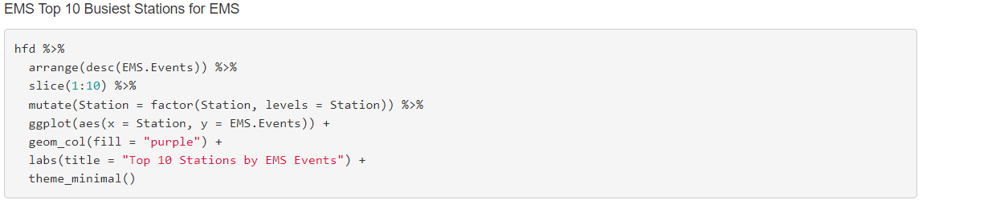 EMS Top 10 Busiest Stations for EMS
hfd %>%
  arrange(desc(EMS.Events)) %>%
  slice(1:10) %>%
  mutate(Station = factor(Station, levels = Station)) %>%
  ggplot(aes(x = Station, y = EMS.Events)) +
  geom_col(fill = "purple") +
  labs(title = "Top 10 Stations by EMS Events") +
  theme_minimal()